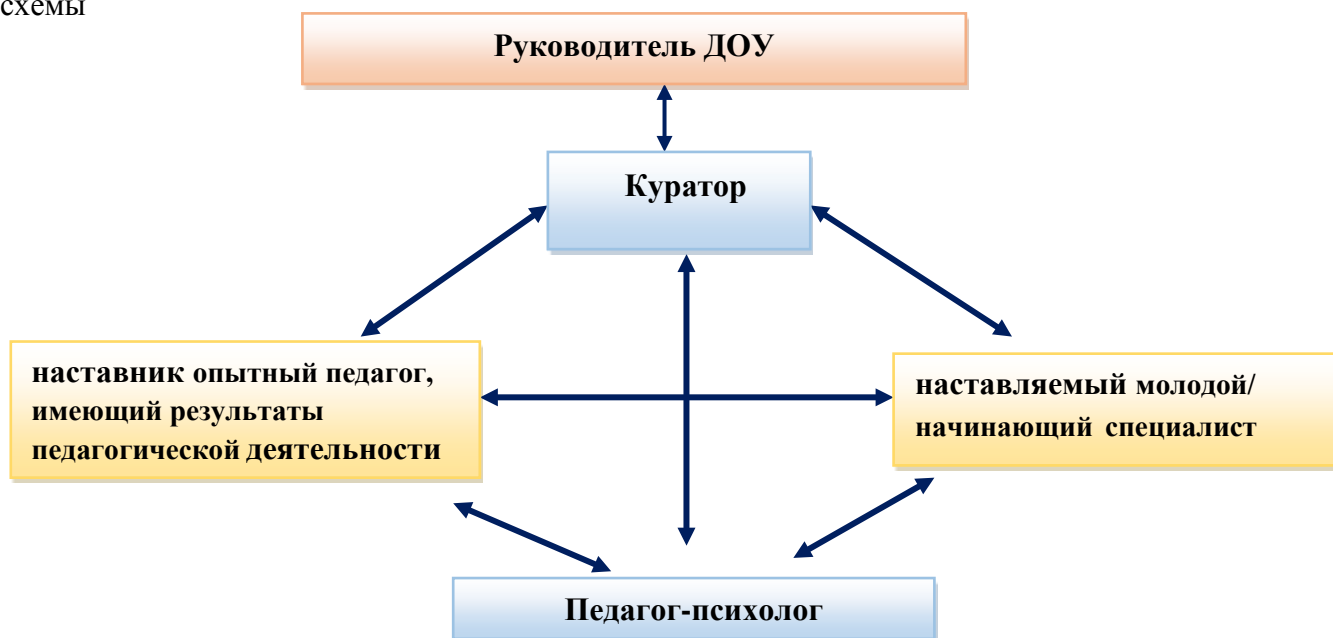 схемы
Руководитель ДОУ
Куратор
наставник опытный педагог,
имеющий результаты
педагогической деятельности
наставляемый молодой/
начинающий специалист
Педагог-психолог